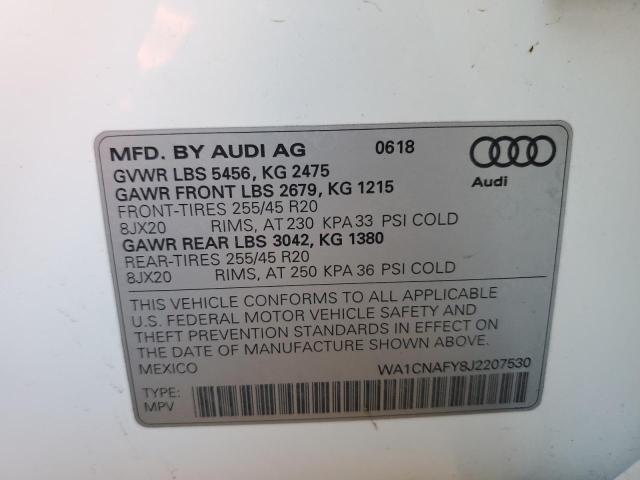 MFD. BY AUDI AG 0618
GVWR LBS 5456, KG 2475
GAWR FRONT LBS 2679, KG 1215
FRONT-TIRES 255/45 R20
8JX20 RIMS, AT 230 KPA 33 PSI COLD
GAWR REAR LBS 3042, KG 1380
REAR-TIRES 255/45 R20
8JX20 RIMS, AT 250 KPA 36 PSI COLD
Audi
THIS VEHICLE CONFORMS TO ALL APPLICABLE
U.S. FEDERAL MOTOR VEHICLE SAFETY AND
THEFT PREVENTION STANDARDS IN EFFECT ON
THE DATE OF MANUFACTURE SHOWN ABOVE.
MEXICO WA1CNAFY8J2207530
TYPE:
MPV